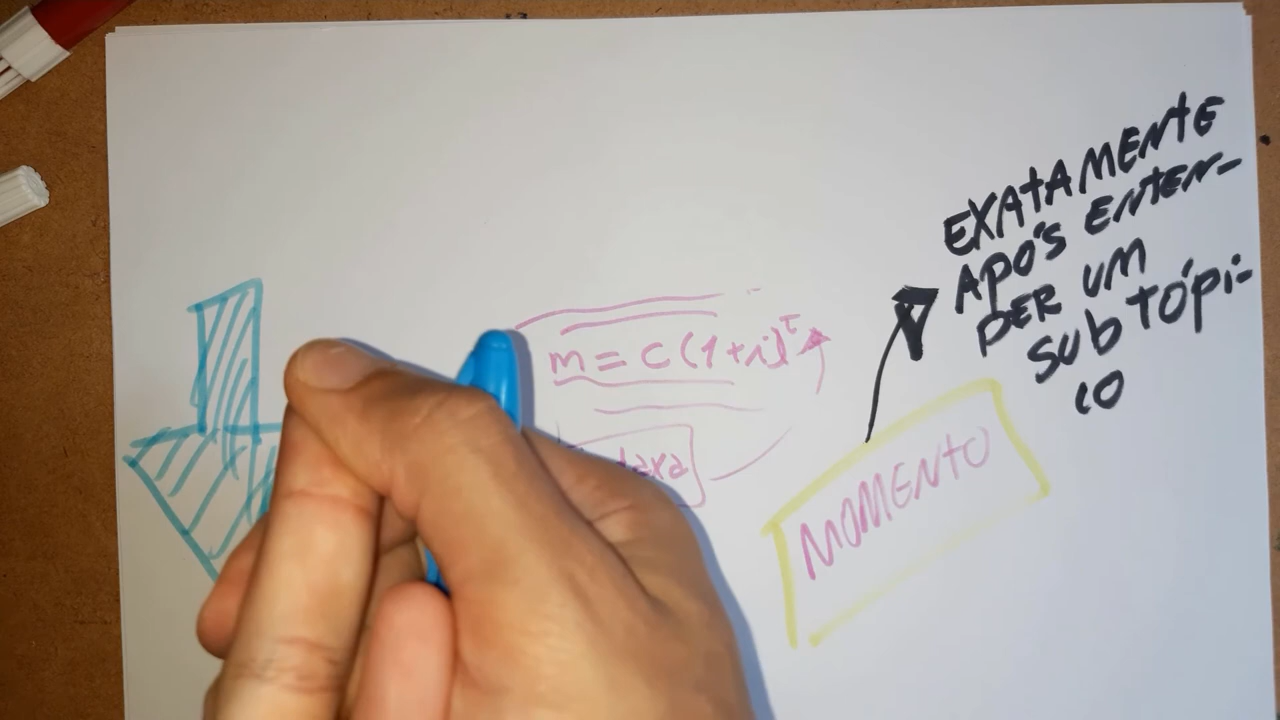 m = c (1+i)ᵗ
taxa
MOMENTO
EXAtAMENtE
APÓS ENtEN-
DER UM
SUbtÓPi-
CO